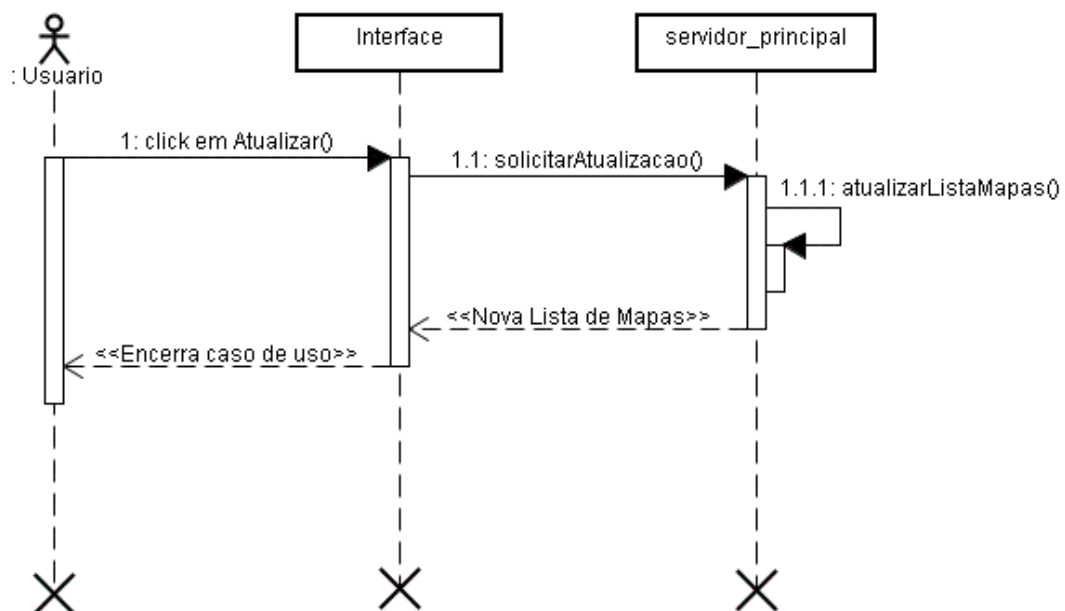 Interface
servidor_principal
: Usuario
1: click em Atualizar()
1.1: solicitarAtualizacao()
1.1.1: atualizarListaMapas()
<<Nova Lista de Mapas>>
<<Encerra caso de uso>>